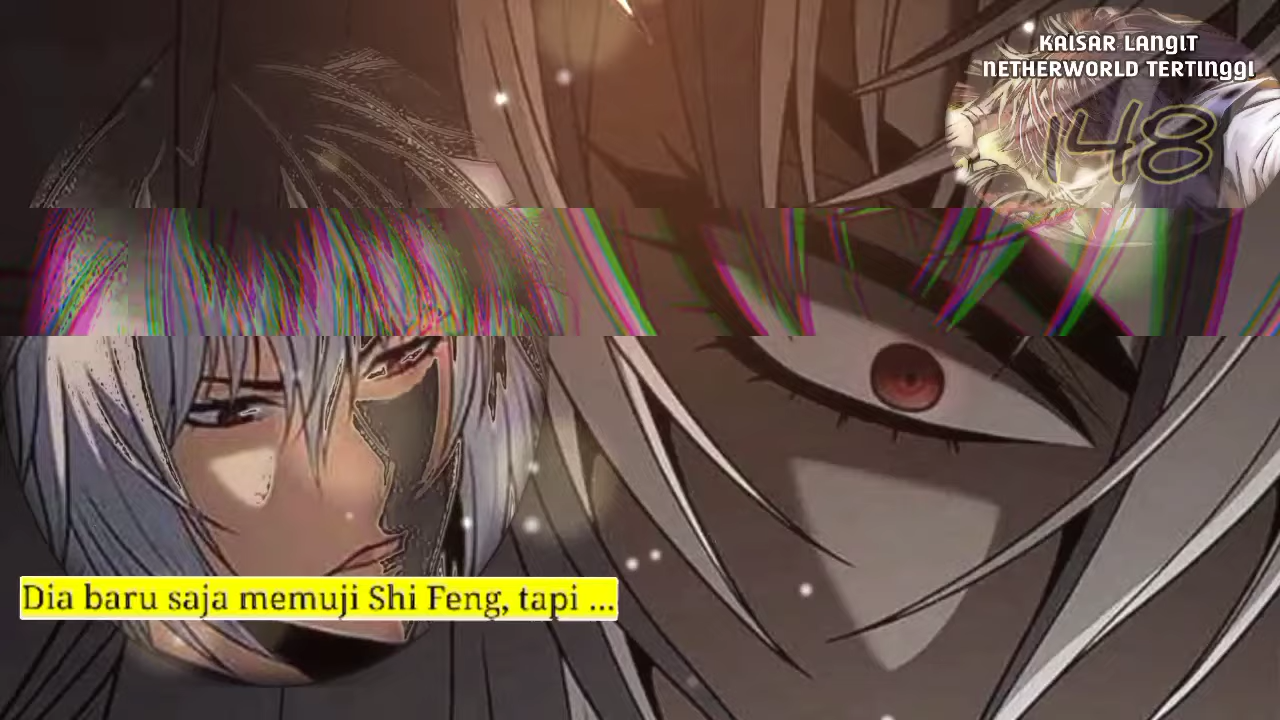 KAISAR LANGIT
NETHERWORLD TERTINGGI
148
Dia baru saja memuji Shi Feng, tapi ...